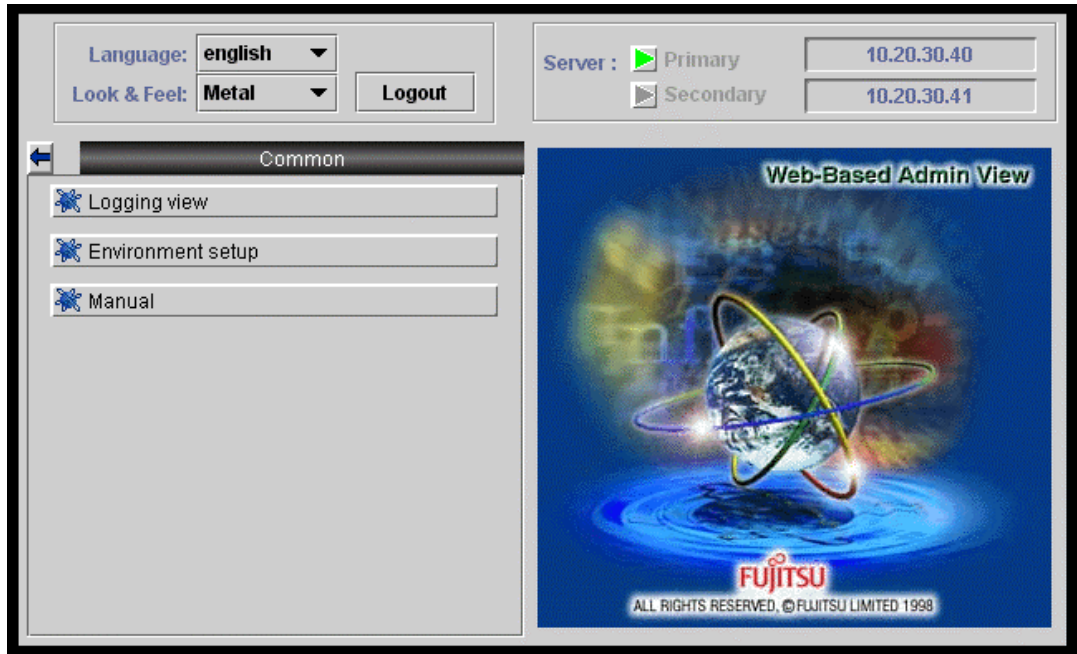 Language: english
Look & Feel: Metal Logout
Server : Primary 10.20.30.40
Secondary 10.20.30.41
Common
Logging view
Environment setup
Manual
Web-Based Admin View
FUJITSU
ALL RIGHTS RESERVED, © FUJITSU LIMITED 1998